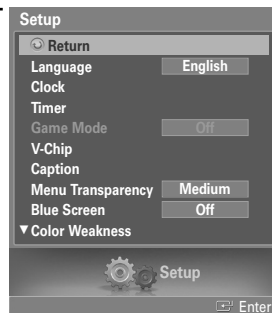 Setup
Return
Language English
Clock
Timer
Game Mode Off
V-Chip
Caption
Menu Transparency Medium
Blue Screen Off
▼ Color Weakness
Setup
Enter